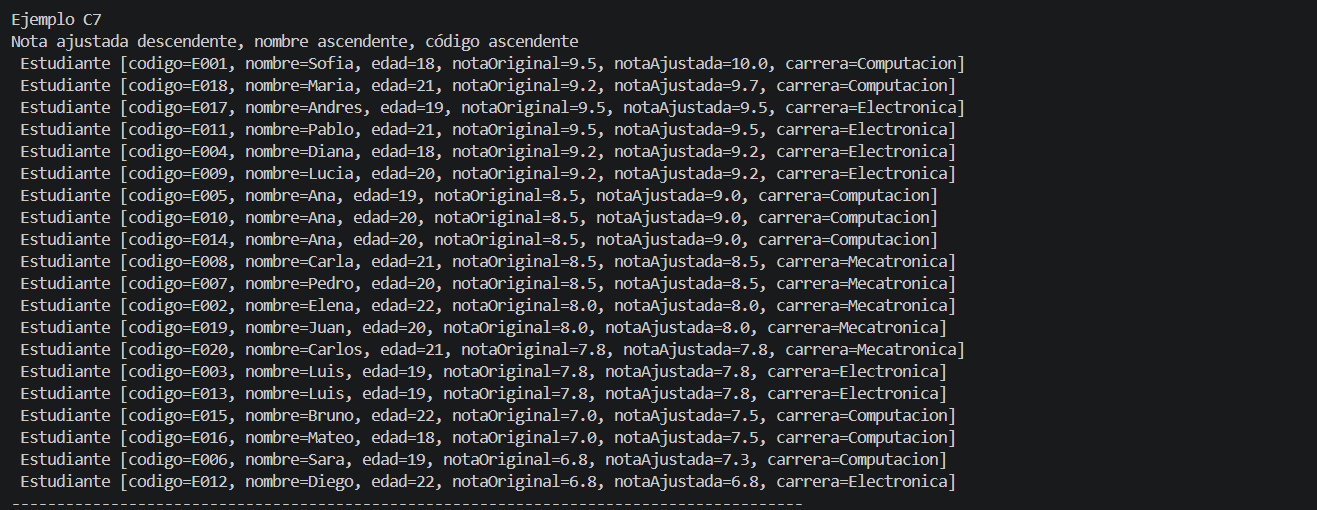 Ejemplo C7
Nota ajustada descendente, nombre ascendente, código ascendente
Estudiante [codigo=E001, nombre=Sofia, edad=18, notaOriginal=9.5, notaAjustada=10.0, carrera=Computacion]
Estudiante [codigo=E018, nombre=Maria, edad=21, notaOriginal=9.2, notaAjustada=9.7, carrera=Computacion]
Estudiante [codigo=E017, nombre=Andres, edad=19, notaOriginal=9.5, notaAjustada=9.5, carrera=Electronica]
Estudiante [codigo=E011, nombre=Pablo, edad=21, notaOriginal=9.5, notaAjustada=9.5, carrera=Electronica]
Estudiante [codigo=E004, nombre=Diana, edad=18, notaOriginal=9.2, notaAjustada=9.2, carrera=Electronica]
Estudiante [codigo=E009, nombre=Lucia, edad=20, notaOriginal=9.2, notaAjustada=9.2, carrera=Electronica]
Estudiante [codigo=E005, nombre=Ana, edad=19, notaOriginal=8.5, notaAjustada=9.0, carrera=Computacion]
Estudiante [codigo=E010, nombre=Ana, edad=20, notaOriginal=8.5, notaAjustada=9.0, carrera=Computacion]
Estudiante [codigo=E014, nombre=Ana, edad=20, notaOriginal=8.5, notaAjustada=9.0, carrera=Computacion]
Estudiante [codigo=E008, nombre=Carla, edad=21, notaOriginal=8.5, notaAjustada=8.5, carrera=Mecatronica]
Estudiante [codigo=E007, nombre=Pedro, edad=20, notaOriginal=8.5, notaAjustada=8.5, carrera=Mecatronica]
Estudiante [codigo=E002, nombre=Elena, edad=22, notaOriginal=8.0, notaAjustada=8.0, carrera=Mecatronica]
Estudiante [codigo=E019, nombre=Juan, edad=20, notaOriginal=8.0, notaAjustada=8.0, carrera=Mecatronica]
Estudiante [codigo=E020, nombre=Carlos, edad=21, notaOriginal=7.8, notaAjustada=7.8, carrera=Mecatronica]
Estudiante [codigo=E003, nombre=Luis, edad=19, notaOriginal=7.8, notaAjustada=7.8, carrera=Electronica]
Estudiante [codigo=E013, nombre=Luis, edad=19, notaOriginal=7.8, notaAjustada=7.8, carrera=Electronica]
Estudiante [codigo=E015, nombre=Bruno, edad=22, notaOriginal=7.0, notaAjustada=7.5, carrera=Computacion]
Estudiante [codigo=E016, nombre=Mateo, edad=18, notaOriginal=7.0, notaAjustada=7.5, carrera=Computacion]
Estudiante [codigo=E006, nombre=Sara, edad=19, notaOriginal=6.8, notaAjustada=7.3, carrera=Computacion]
Estudiante [codigo=E012, nombre=Diego, edad=22, notaOriginal=6.8, notaAjustada=6.8, carrera=Electronica]
----------------------------------------------------------------------------------------